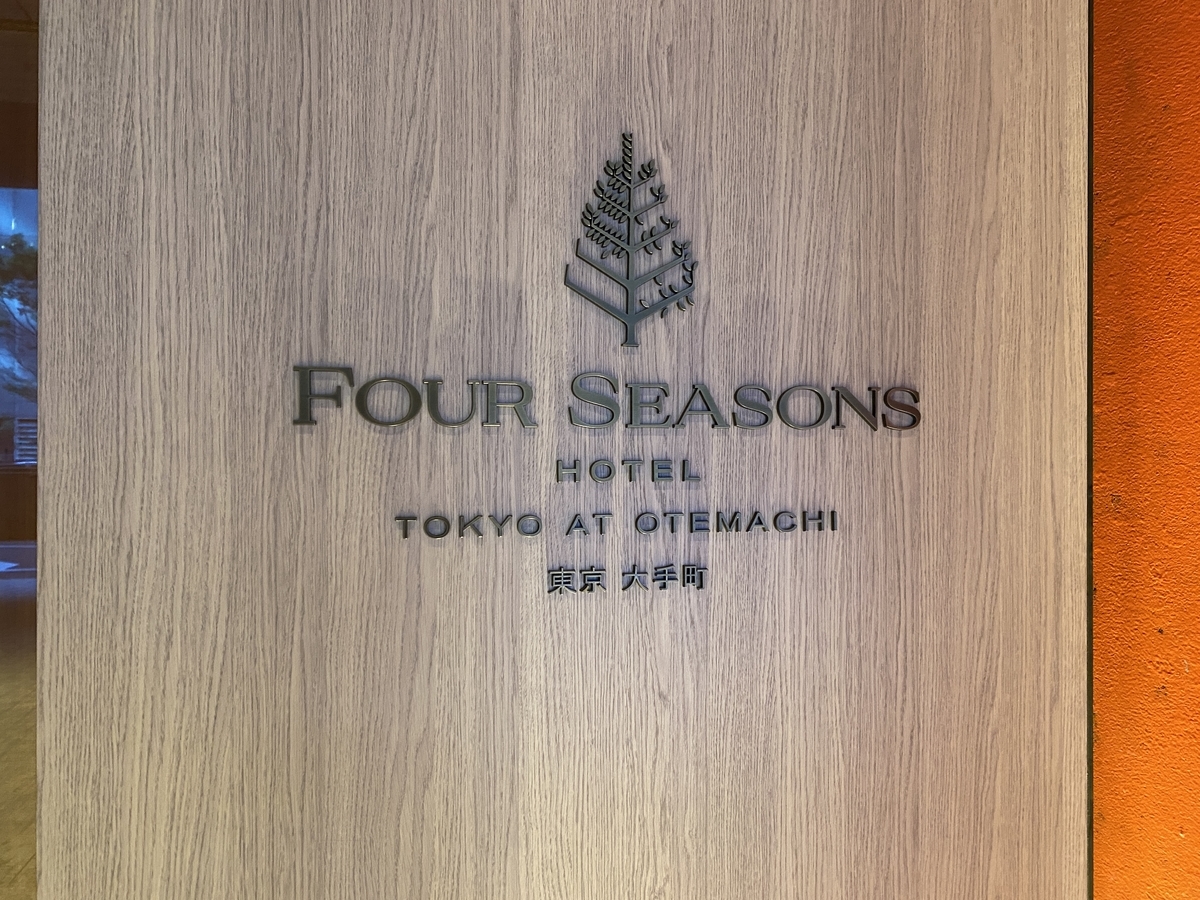 FOUR SEASONS
HOTEL
TOKYO AT OTEMACHI
東京 大手町